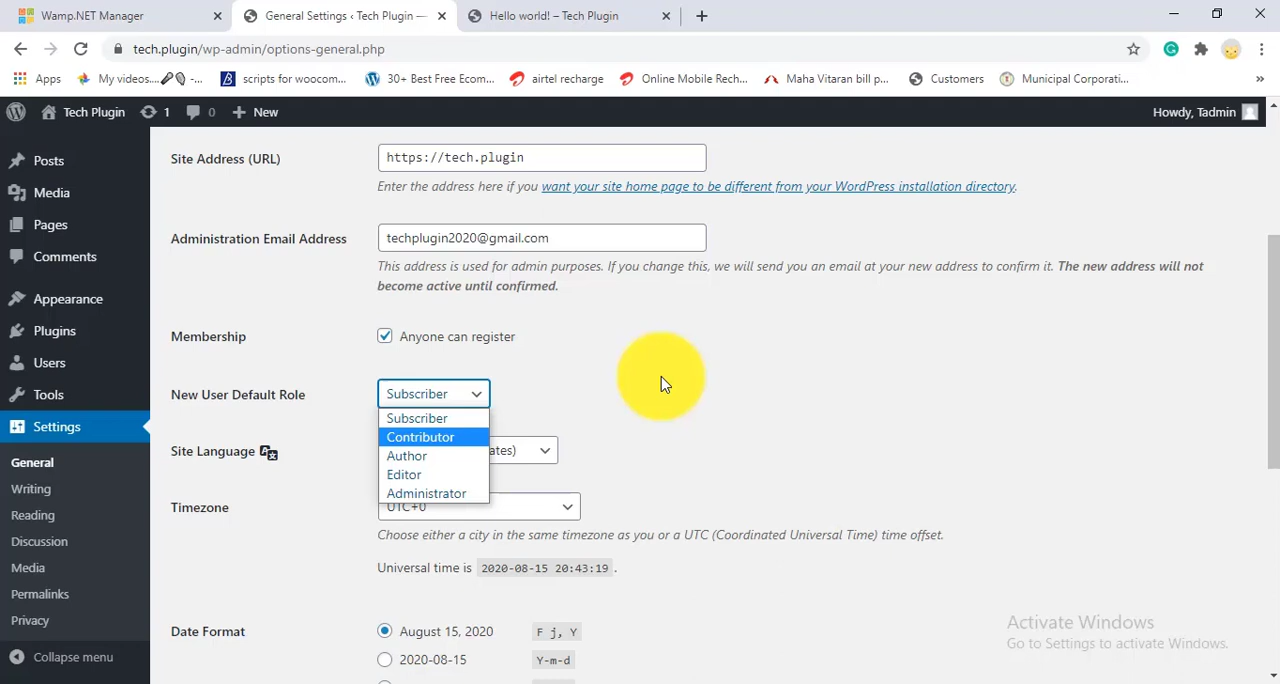 Wamp.NET Manager
General Settings ‹ Tech Plugin —
Hello world! – Tech Plugin
tech.plugin/wp-admin/options-general.php
Apps
My videos....
scripts for woocom...
30+ Best Free Ecom...
airtel recharge
Online Mobile Rech...
Maha Vitaran bill p...
Customers
Municipal Corporati...
»
Tech Plugin
1
0
+ New
Howdy, Tadmin
Posts
Media
Pages
Comments
Appearance
Plugins
Users
Tools
Settings
General
Writing
Reading
Discussion
Media
Permalinks
Privacy
Collapse menu
Site Address (URL)
https://tech.plugin
Enter the address here if you want your site home page to be different from your WordPress installation directory.
Administration Email Address
techplugin2020@gmail.com
This address is used for admin purposes. If you change this, we will send you an email at your new address to confirm it. The new address will not
become active until confirmed.
Membership
Anyone can register
New User Default Role
Subscriber
Subscriber
Contributor
Author
Editor
Administrator
Site Language
ates)
Timezone
UTC+0
Choose either a city in the same timezone as you or a UTC (Coordinated Universal Time) time offset.
Universal time is 2020-08-15 20:43:19 .
Date Format
August 15, 2020
F j, Y
2020-08-15
Y-m-d
Activate Windows
Go to Settings to activate Windows.